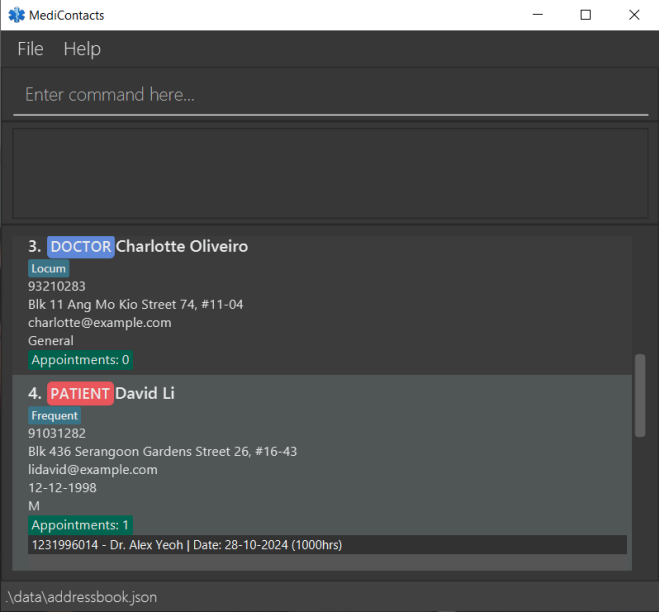 MediContacts
File Help
Enter command here...
3. DOCTOR Charlotte Oliveiro
Locum
93210283
Blk 11 Ang Mo Kio Street 74, #11-04
charlotte@example.com
General
Appointments: 0
4. PATIENT David Li
Frequent
91031282
Blk 436 Serangoon Gardens Street 26, #16-43
lidavid@example.com
12-12-1998
M
Appointments: 1
1231996014 - Dr. Alex Yeoh | Date: 28-10-2024 (1000hrs)
.\data\addressbook.json